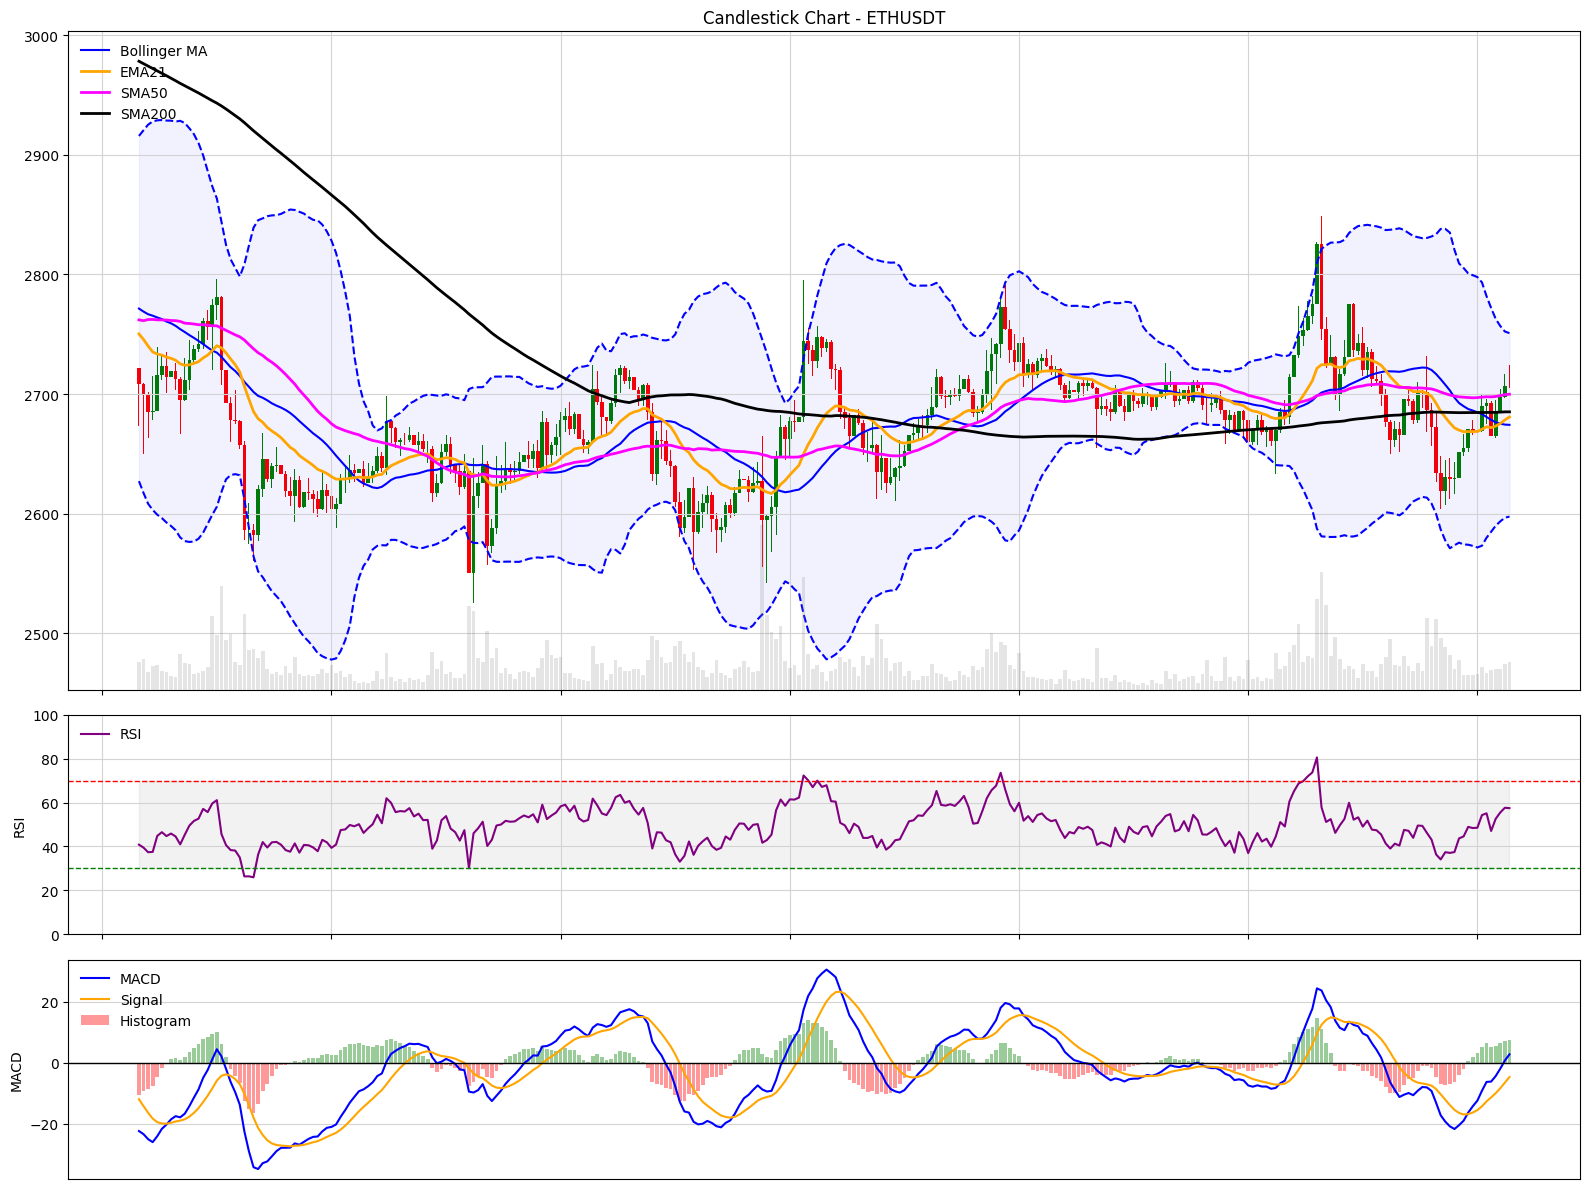 Candlestick Chart - ETHUSDT
Bollinger MA
EMA21
SMA50
SMA200
3000
2900
2800
2700
2600
2500
RSI
RSI
100
80
60
40
20
0
MACD
Signal
Histogram
MACD
20
0
−20